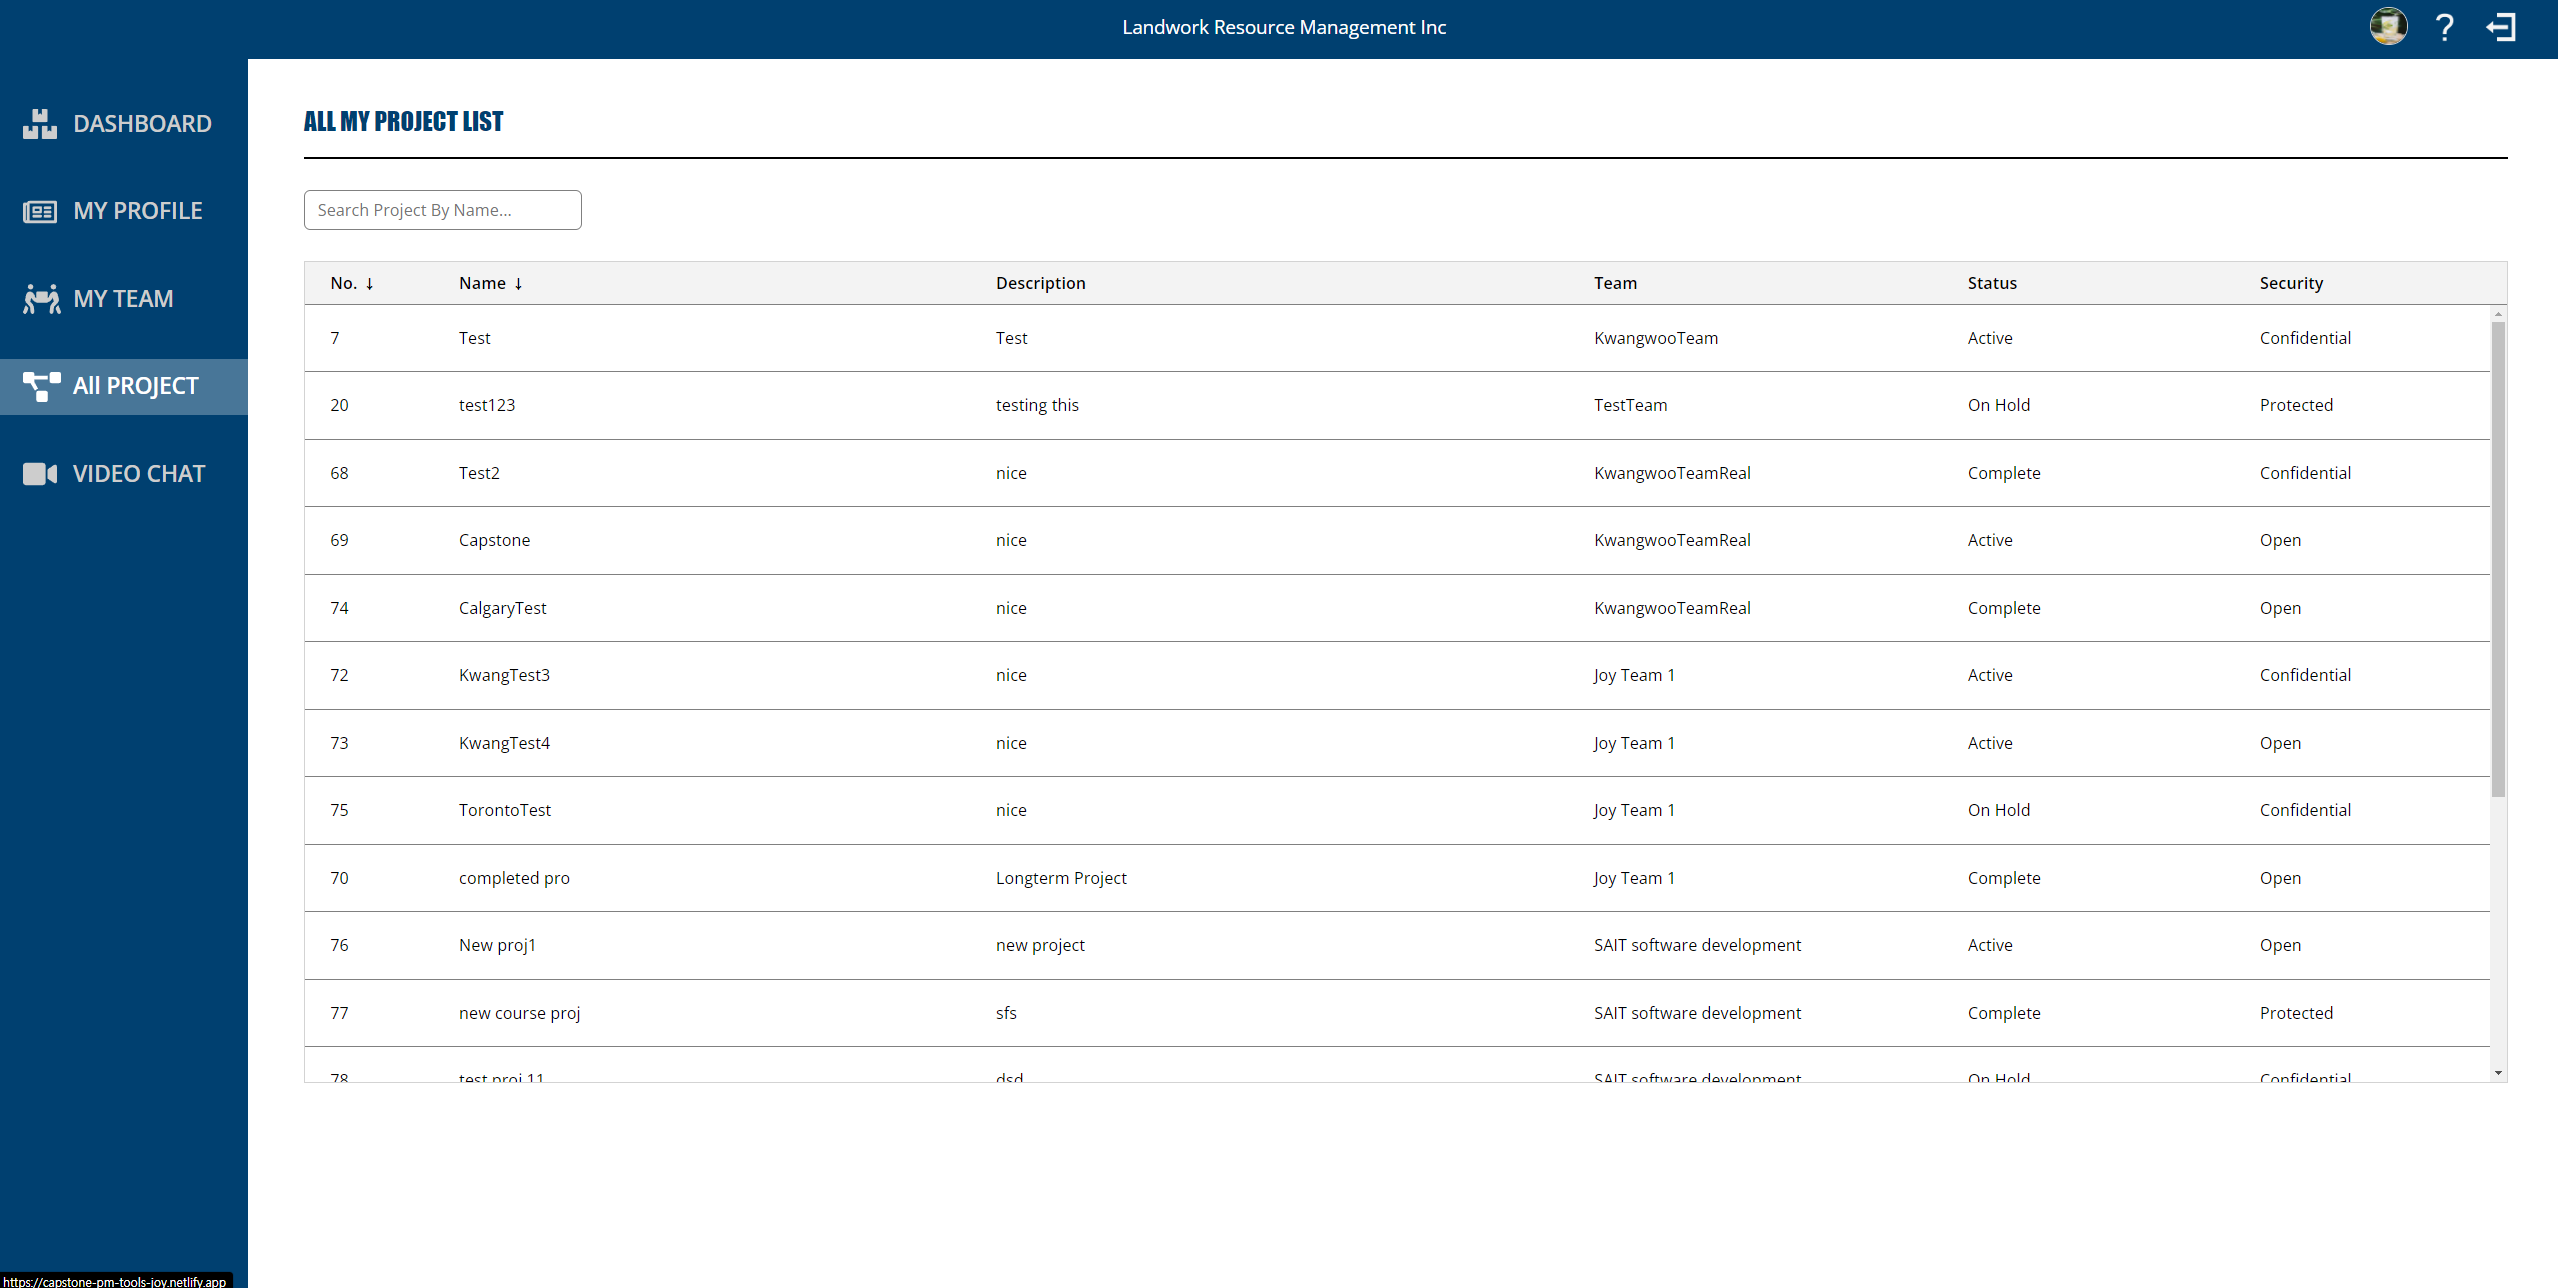 Landwork Resource Management Inc
?
DASHBOARD
MY PROFILE
MY TEAM
All PROJECT
VIDEO CHAT
ALL MY PROJECT LIST
Search Project By Name...
No. ↓ Name ↓ Description Team Status Security
7 Test Test KwangwooTeam Active Confidential
20 test123 testing this TestTeam On Hold Protected
68 Test2 nice KwangwooTeamReal Complete Confidential
69 Capstone nice KwangwooTeamReal Active Open
74 CalgaryTest nice KwangwooTeamReal Complete Open
72 KwangTest3 nice Joy Team 1 Active Confidential
73 KwangTest4 nice Joy Team 1 Active Open
75 TorontoTest nice Joy Team 1 On Hold Confidential
70 completed pro Longterm Project Joy Team 1 Complete Open
76 New proj1 new project SAIT software development Active Open
77 new course proj sfs SAIT software development Complete Protected
78 test proj 11 dsd SAIT software development On Hold Confidential
https://capstone-pm-tools-joy.netlify.app